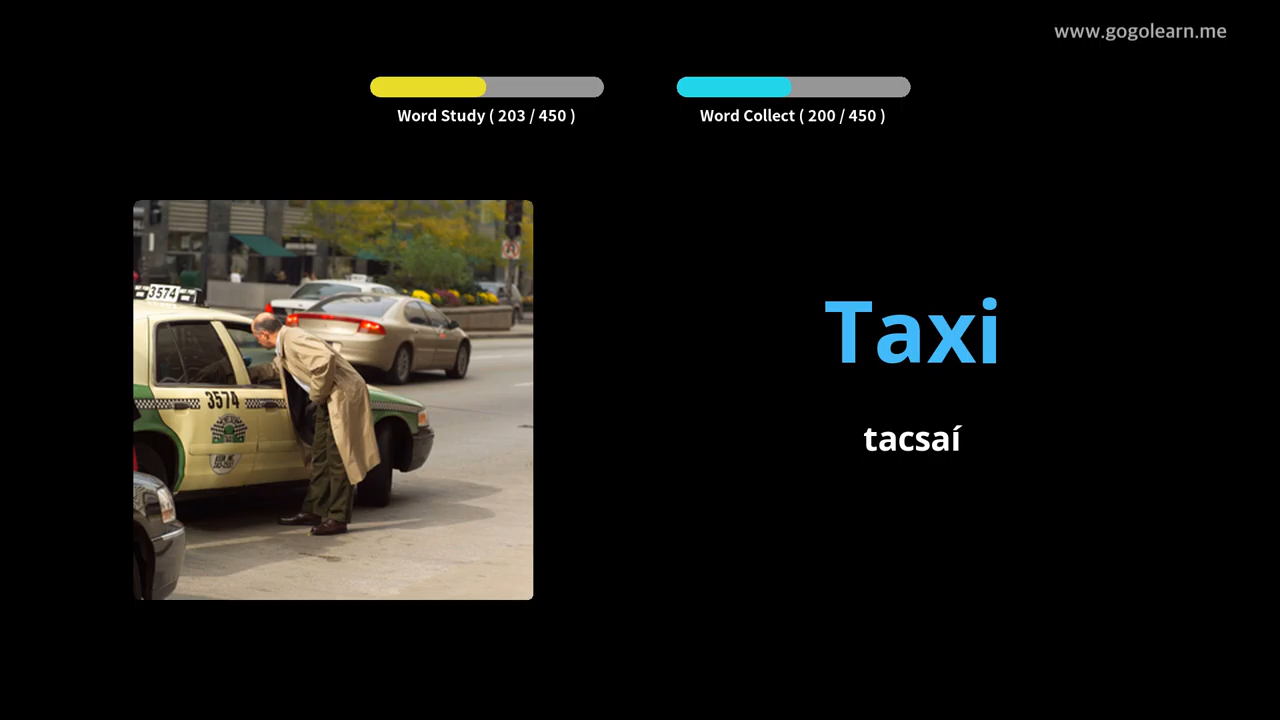 www.gogolearn.me
Word Study ( 203 / 450 )
Word Collect ( 200 / 450 )
3574
3574
Taxi
tacsaí